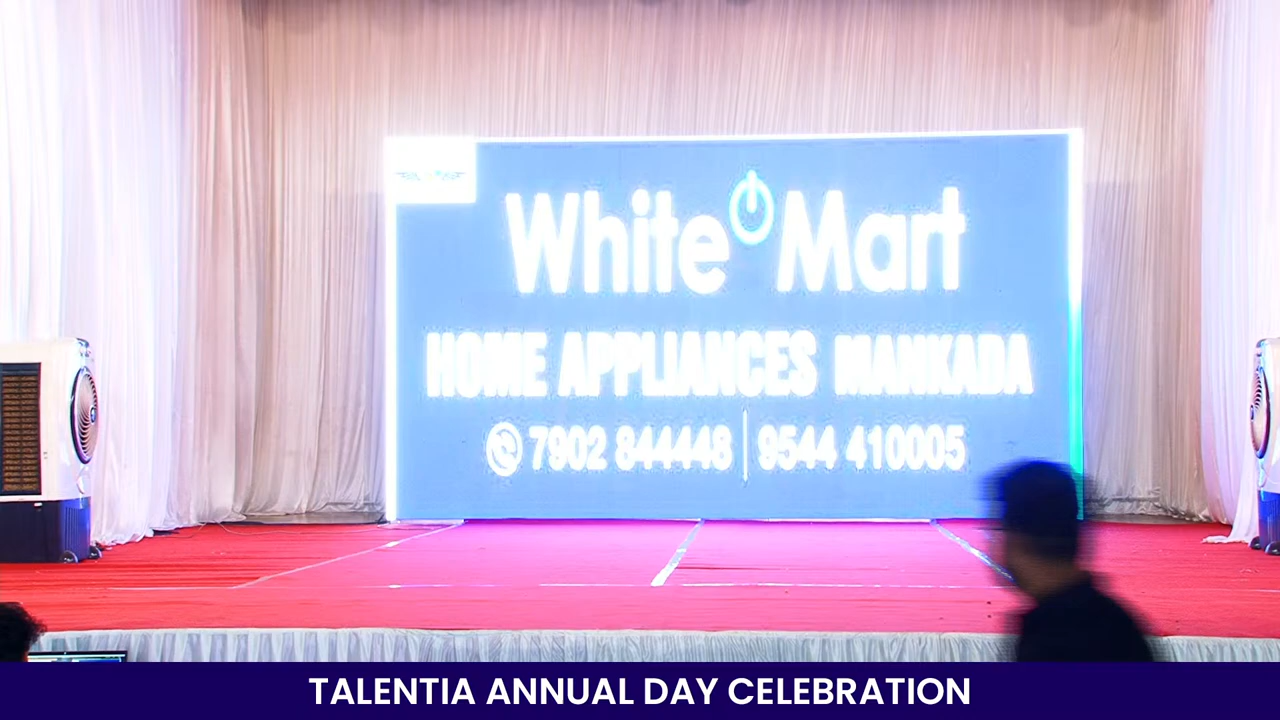 White Mart
HOME APPLIANCES MANKADA
7902 844448 | 9544 410005
TALENTIA ANNUAL DAY CELEBRATION